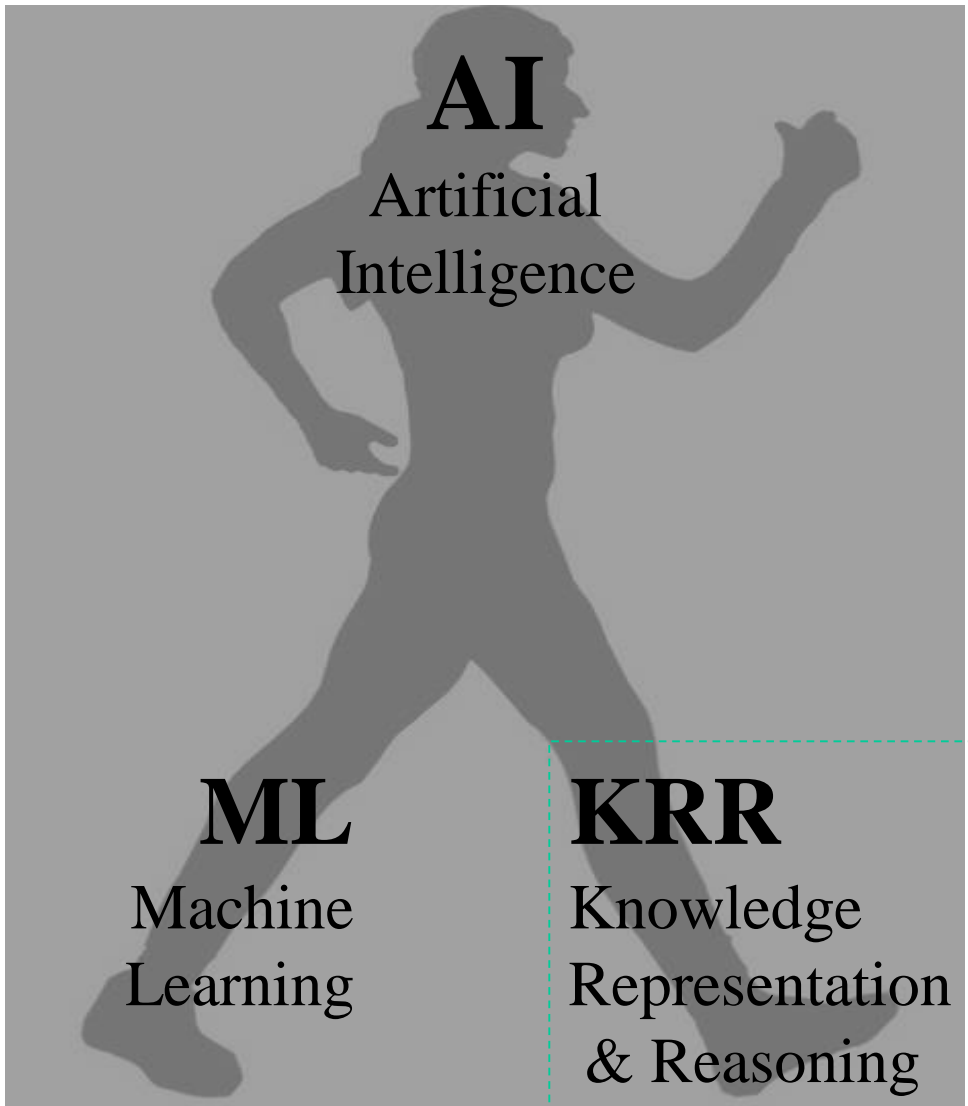 AI
Artificial
Intelligence
ML
Machine
Learning
KRR
Knowledge
Representation
& Reasoning